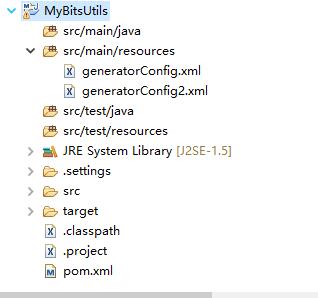 MyBitsUtils
src/main/java
src/main/resources
generatorConfig.xml
generatorConfig2.xml
src/test/java
src/test/resources
JRE System Library [J2SE-1.5]
.settings
src
target
.classpath
.project
pom.xml